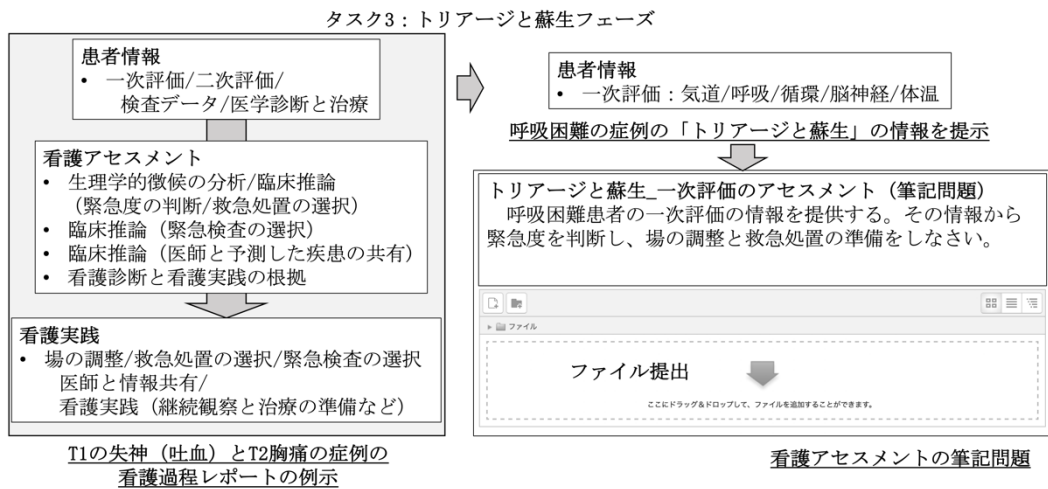 タスク3：トリアージと蘇生フェーズ
患者情報
• 一次評価/二次評価/
検査データ/医学診断と治療
看護アセスメント
• 生理学的徴候の分析/臨床推論
（緊急度の判断/救急処置の選択）
• 臨床推論（緊急検査の選択）
• 臨床推論（医師と予測した疾患の共有）
• 看護診断と看護実践の根拠
看護実践
• 場の調整/救急処置の選択/緊急検査の選択
医師と情報共有/
看護実践（継続観察と治療の準備など）
T1の失神（吐血）とT2胸痛の症例の
看護過程レポートの例示
患者情報
• 一次評価：気道/呼吸/循環/脳神経/体温
呼吸困難の症例の「トリアージと蘇生」の情報を提示
トリアージと蘇生_一次評価のアセスメント（筆記問題）
呼吸困難患者の一次評価の情報を提供する。その情報から
緊急度を判断し、場の調整と救急処置の準備をしなさい。
ファイル
ファイル提出
ここにドラッグ＆ドロップして、ファイルを追加することができます。
看護アセスメントの筆記問題